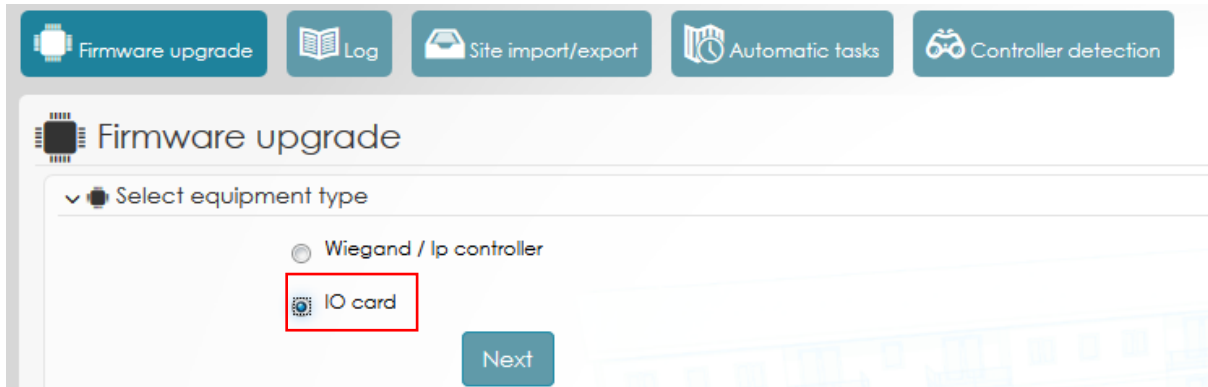 Firmware upgrade
Log
Site import/export
Automatic tasks
Controller detection
Firmware upgrade
Select equipment type
Wiegand / Ip controller
IO card
Next